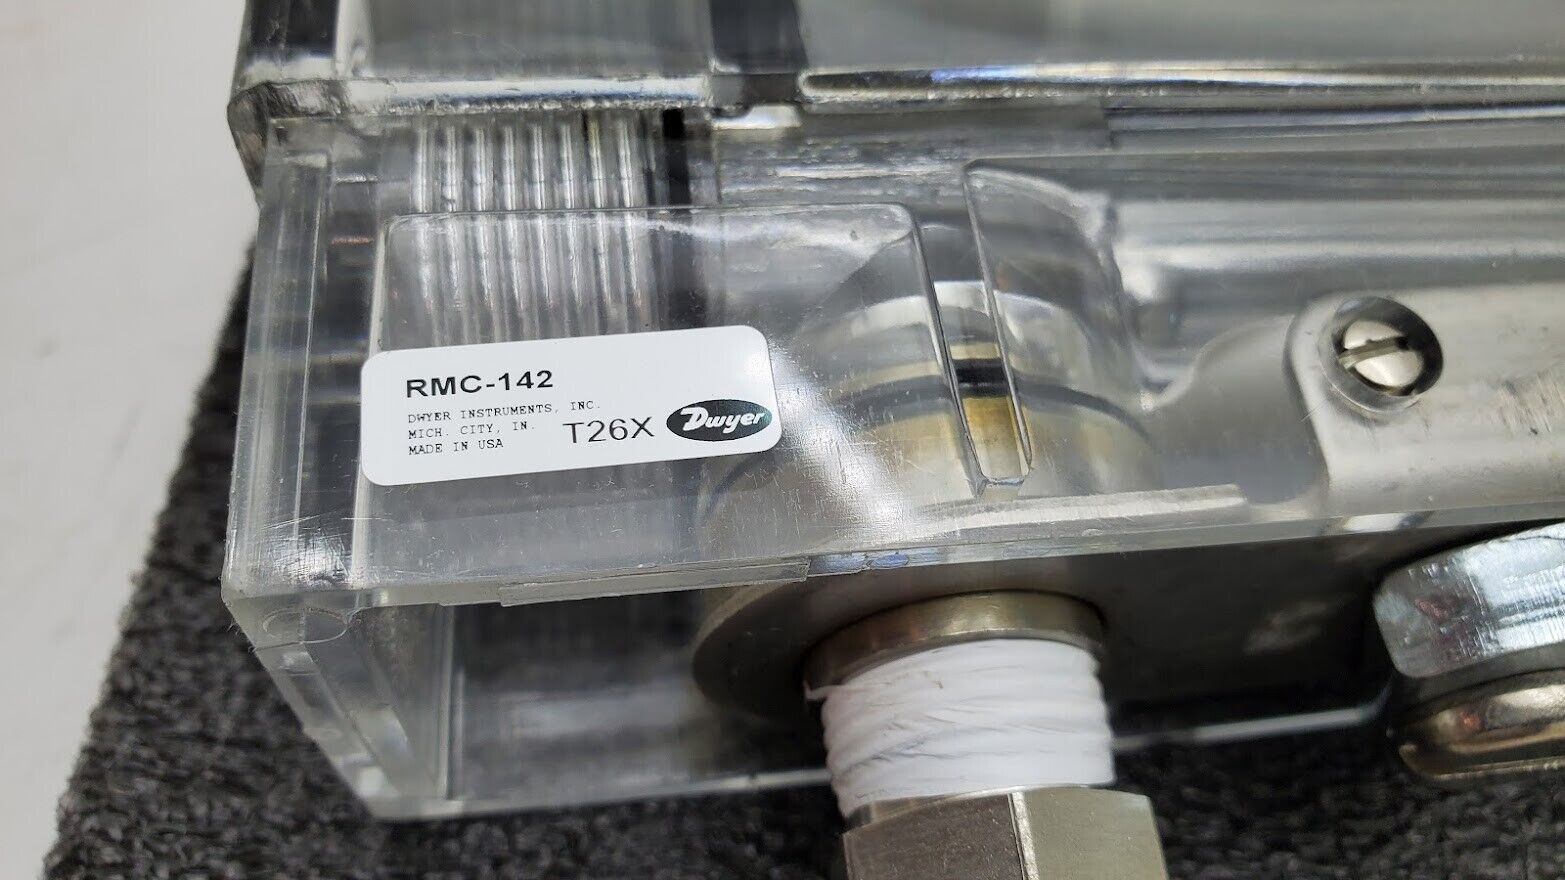 RMC-142
DWYER INSTRUMENTS, INC.
MICH. CITY, IN.
MADE IN USA
T26X
Dwyer